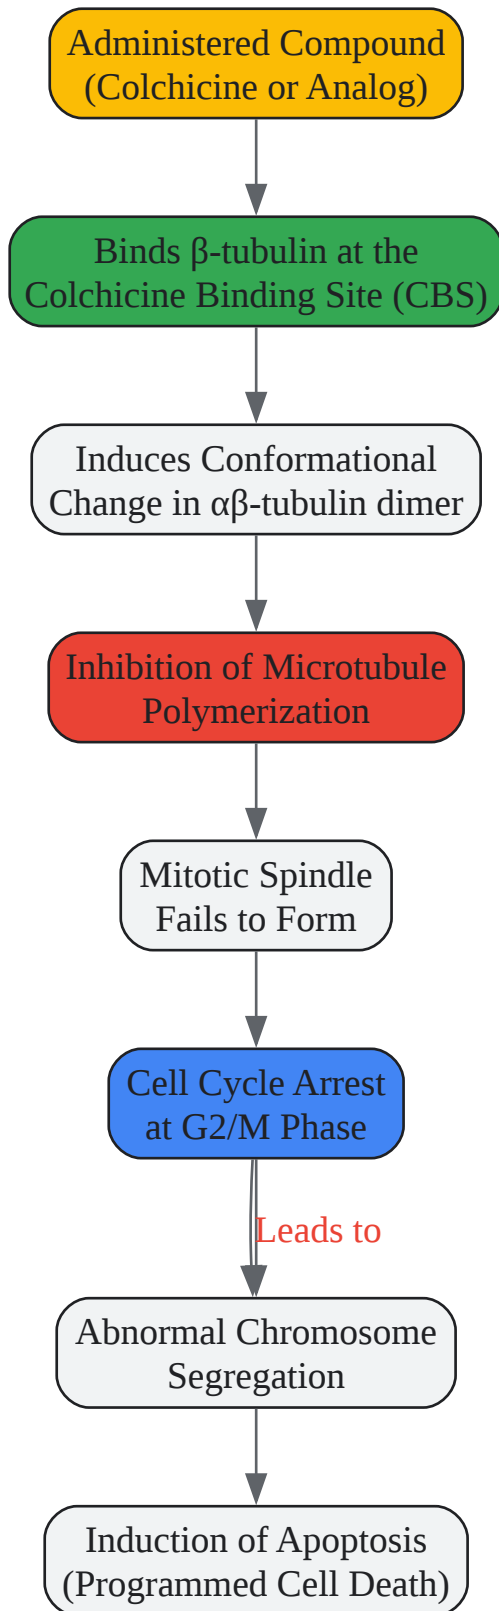 Administered Compound
(Colchicine or Analog)
Binds β-tubulin at the
Colchicine Binding Site (CBS)
Induces Conformational
Change in αβ-tubulin dimer
Inhibition of Microtubule
Polymerization
Mitotic Spindle
Fails to Form
Cell Cycle Arrest
at G2/M Phase
Leads to
Abnormal Chromosome
Segregation
Induction of Apoptosis
(Programmed Cell Death)